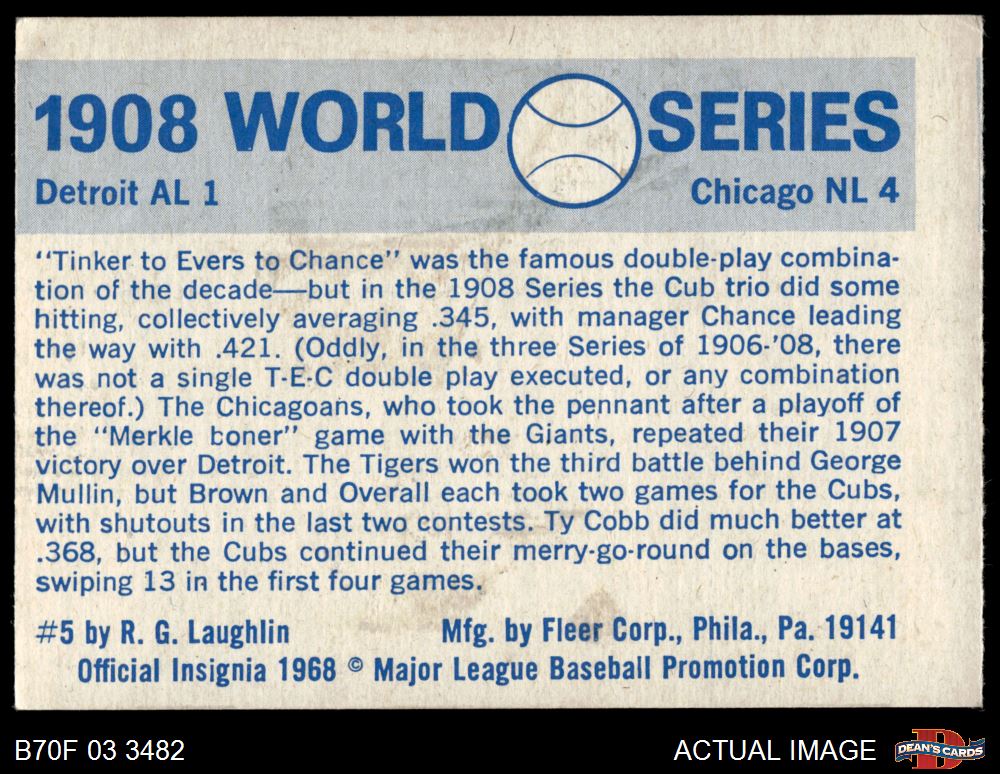 1908 WORLD SERIES
Detroit AL 1 Chicago NL 4
“Tinker to Evers to Chance” was the famous double-play combina-
tion of the decade—but in the 1908 Series the Cub trio did some
hitting, collectively averaging .345, with manager Chance leading
the way with .421. (Oddly, in the three Series of 1906-’08, there
was not a single T-E-C double play executed, or any combination
thereof.) The Chicagoans, who took the pennant after a playoff of
the “Merkle boner” game with the Giants, repeated their 1907
victory over Detroit. The Tigers won the third battle behind George
Mullin, but Brown and Overall each took two games for the Cubs,
with shutouts in the last two contests. Ty Cobb did much better at
.368, but the Cubs continued their merry-go-round on the bases,
swiping 13 in the first four games.
#5 by R. G. Laughlin Mfg. by Fleer Corp., Phila., Pa. 19141
Official Insignia 1968 © Major League Baseball Promotion Corp.
B70F 03 3482 ACTUAL IMAGE DEAN'S CARDS